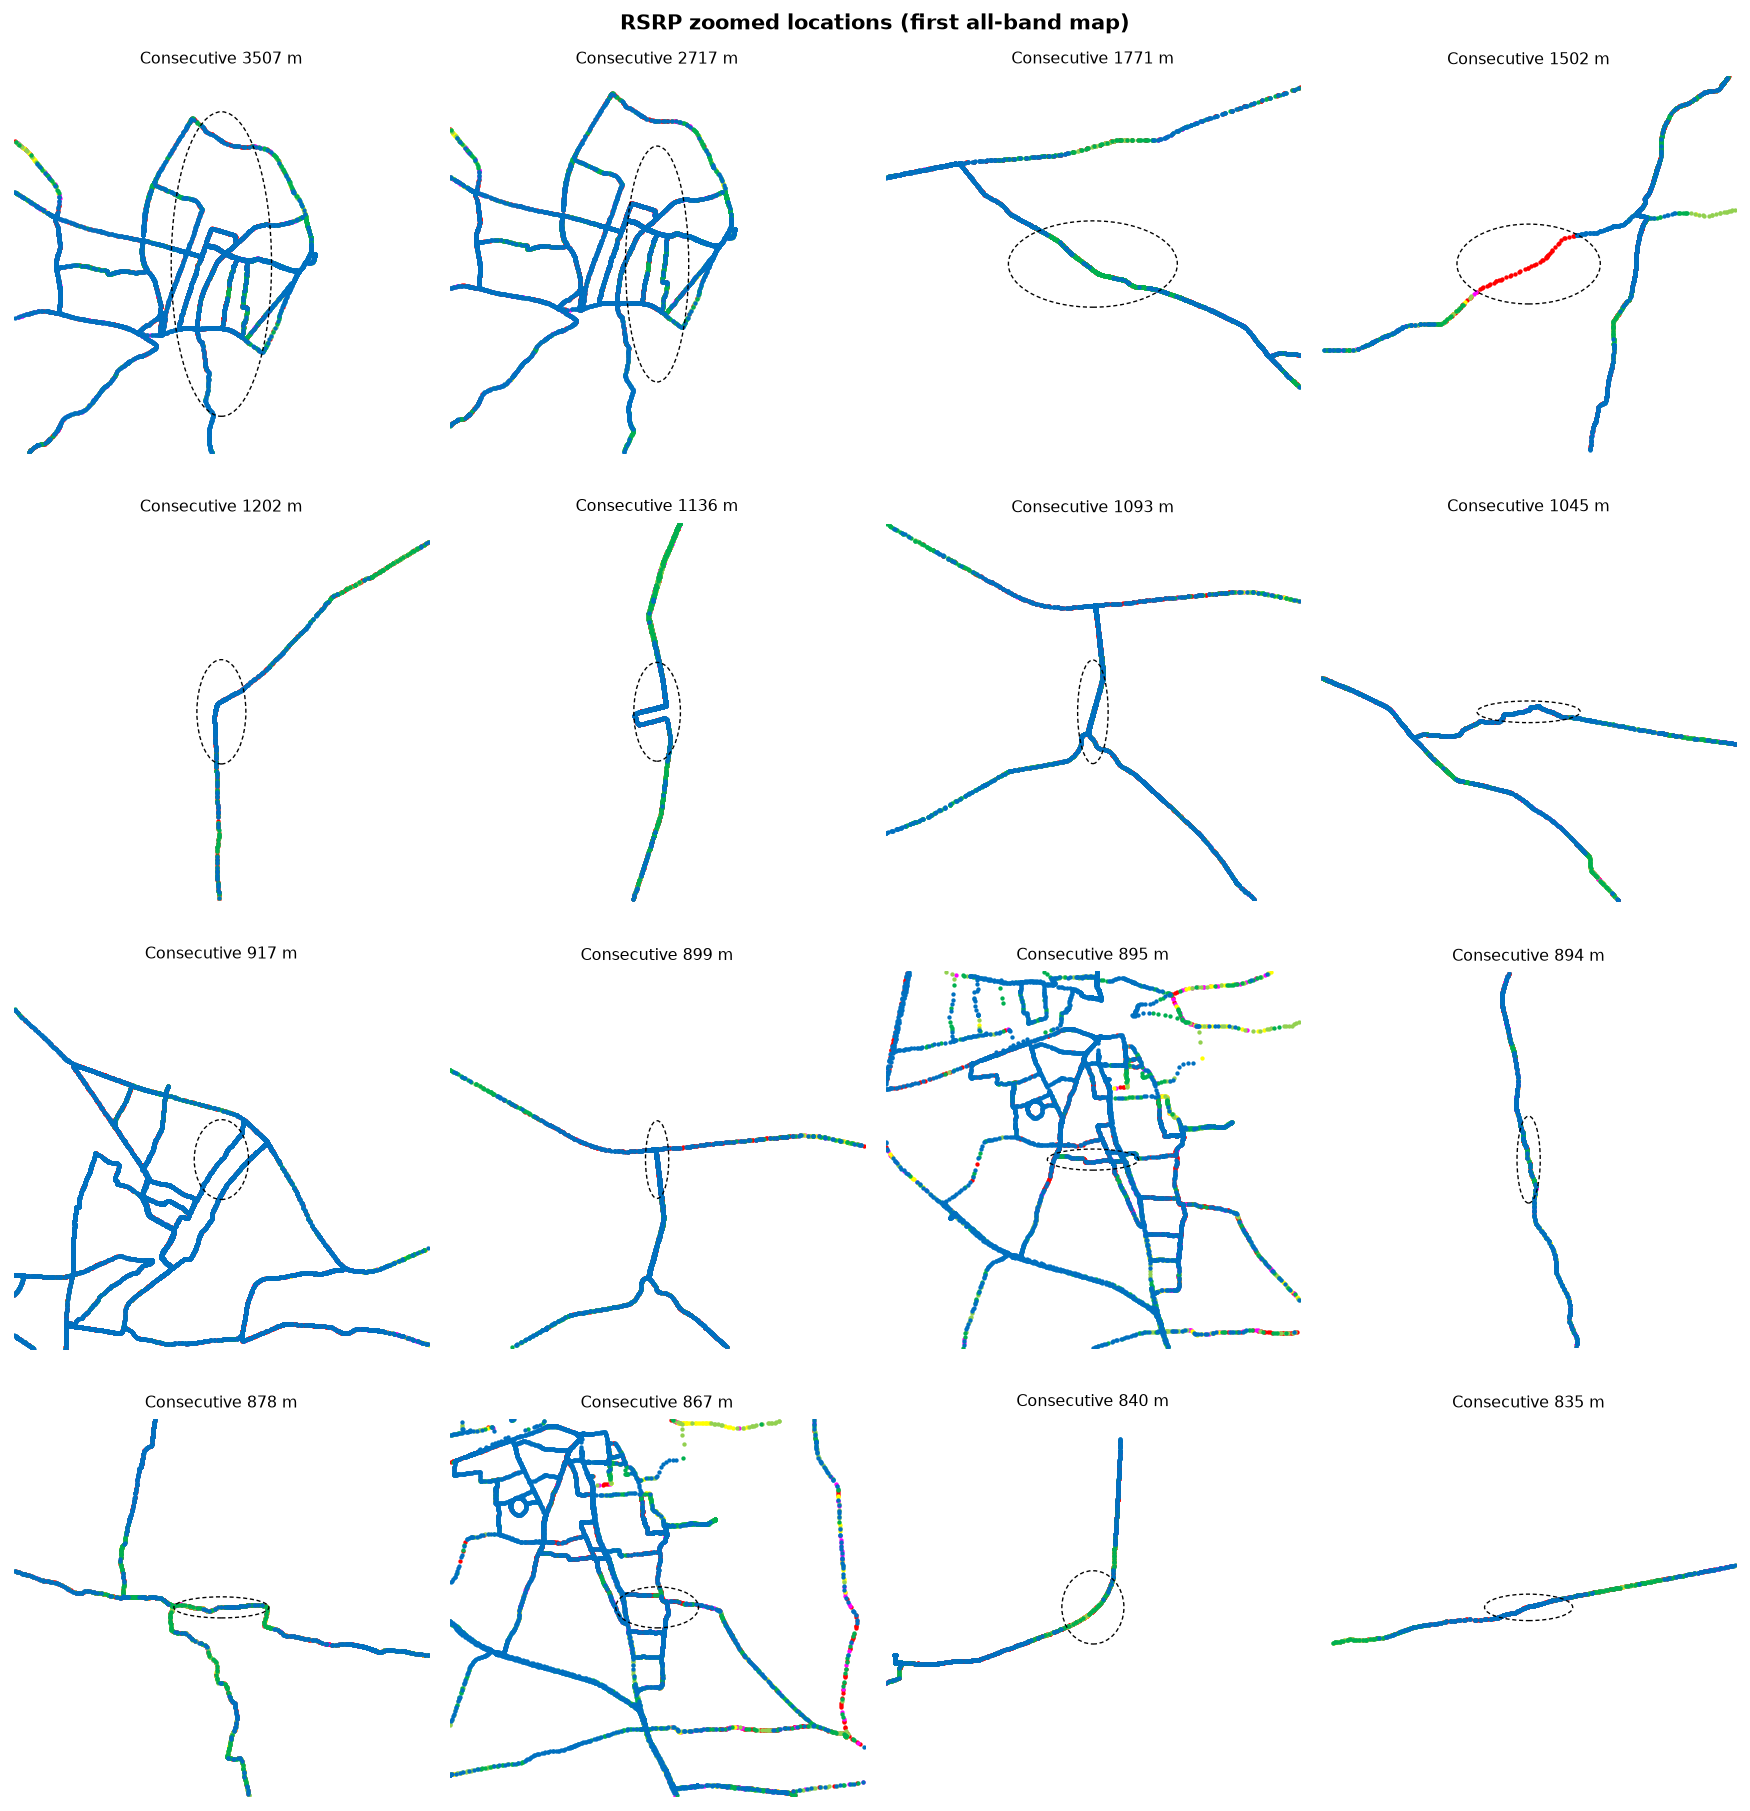 RSRP zoomed locations (first all-band map)
Consecutive 3507 m
Consecutive 2717 m
Consecutive 1771 m
Consecutive 1502 m
Consecutive 1202 m
Consecutive 1136 m
Consecutive 1093 m
Consecutive 1045 m
Consecutive 917 m
Consecutive 899 m
Consecutive 895 m
Consecutive 894 m
Consecutive 878 m
Consecutive 867 m
Consecutive 840 m
Consecutive 835 m